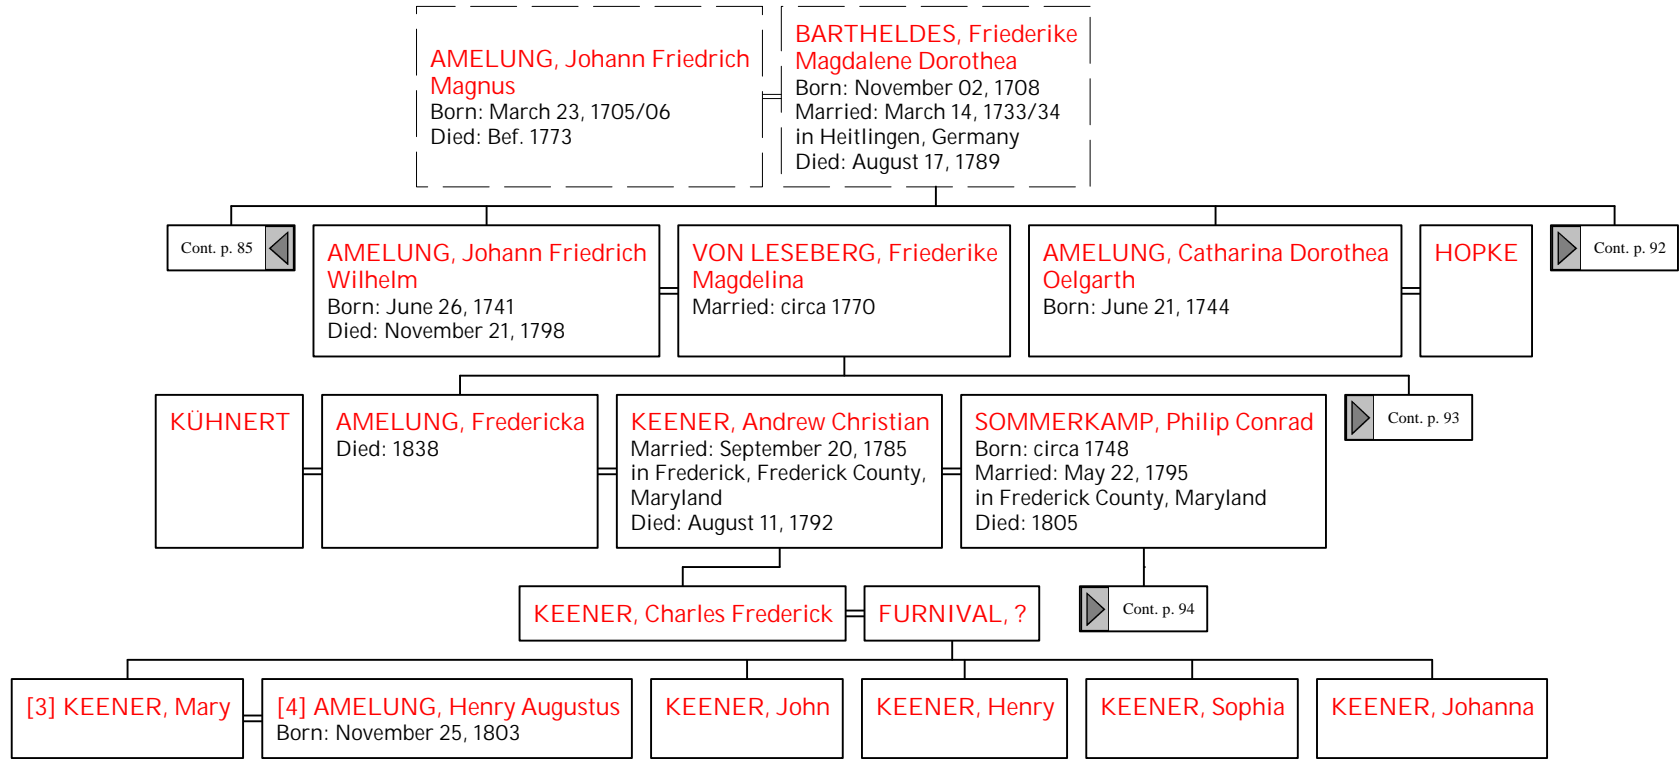 AMELUNG, Johann Friedrich
Magnus
Born: March 23, 1705/06
Died: Bef. 1773
BARTHELDES, Friederike
Magdalene Dorothea
Born: November 02, 1708
Married: March 14, 1733/34
in Heitlingen, Germany
Died: August 17, 1789
Cont. p. 85
AMELUNG, Johann Friedrich
Wilhelm
Born: June 26, 1741
Died: November 21, 1798
VON LESEBERG, Friederike
Magdelina
Married: circa 1770
AMELUNG, Catharina Dorothea
Oelgarth
Born: June 21, 1744
HOPKE
Cont. p. 92
KÜHNERT
AMELUNG, Fredericka
Died: 1838
KEENER, Andrew Christian
Married: September 20, 1785
in Frederick, Frederick County,
Maryland
Died: August 11, 1792
SOMMERKAMP, Philip Conrad
Born: circa 1748
Married: May 22, 1795
in Frederick County, Maryland
Died: 1805
Cont. p. 93
KEENER, Charles Frederick
FURNIVAL, ?
Cont. p. 94
[3] KEENER, Mary
[4] AMELUNG, Henry Augustus
Born: November 25, 1803
KEENER, John
KEENER, Henry
KEENER, Sophia
KEENER, Johanna